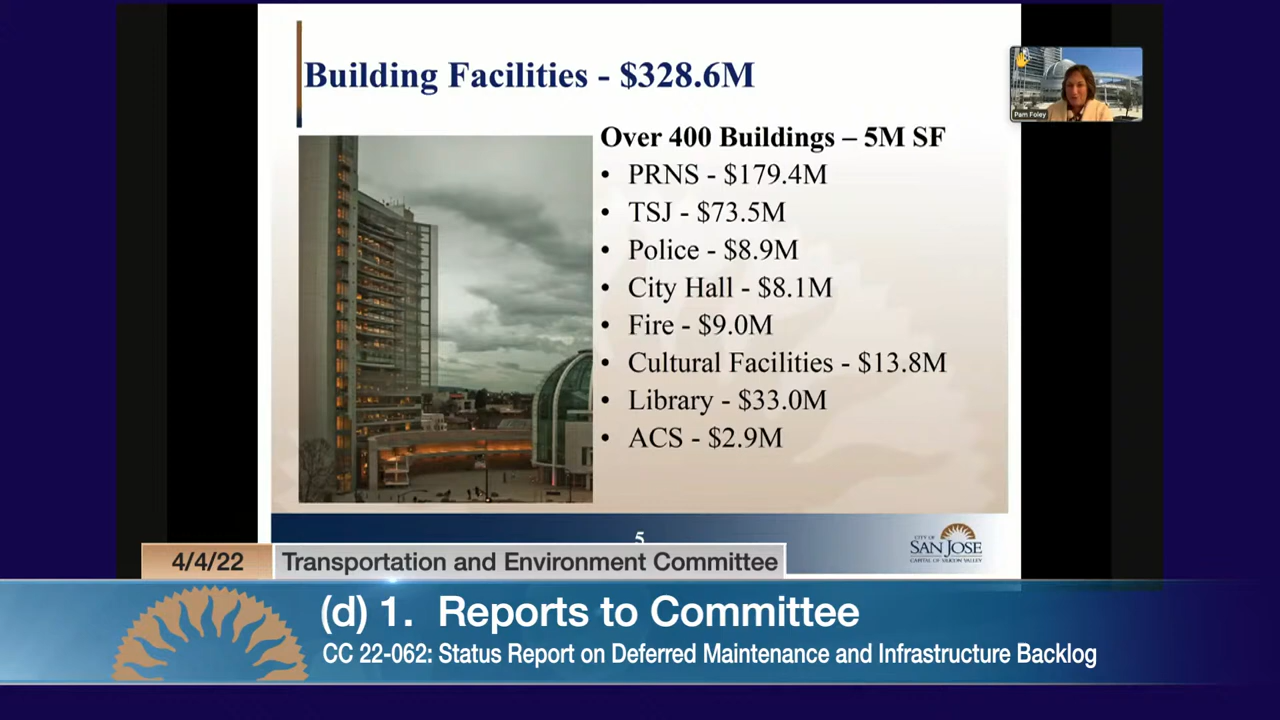 Building Facilities - $328.6M
Pam Foley
Over 400 Buildings – 5M SF
• PRNS - $179.4M
• TSJ - $73.5M
• Police - $8.9M
• City Hall - $8.1M
• Fire - $9.0M
• Cultural Facilities - $13.8M
• Library - $33.0M
• ACS - $2.9M
5
CITY OF
SAN JOSE
CAPITAL OF SILICON VALLEY
4/4/22
Transportation and Environment Committee
(d) 1. Reports to Committee
CC 22-062: Status Report on Deferred Maintenance and Infrastructure Backlog